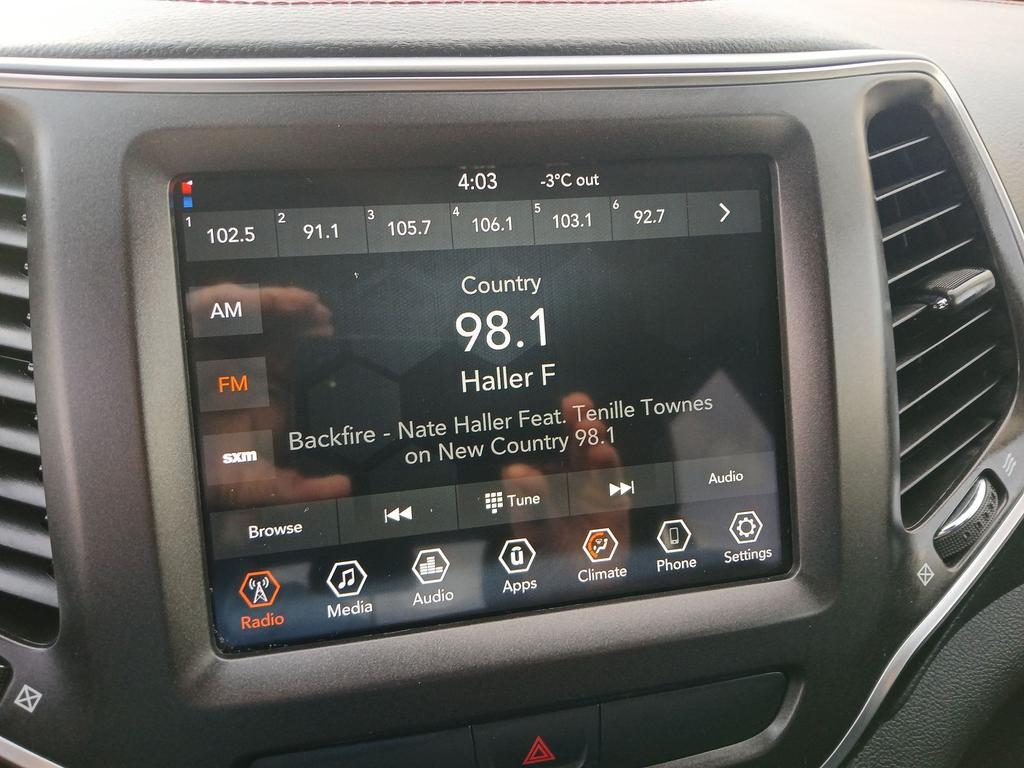 4:03 -3°C out
1 102.5 2 91.1 3 105.7 4 106.1 5 103.1 6 92.7
Country
AM
98.1
FM
Haller F
Backfire - Nate Haller Feat. Tenille Townes
on New Country 98.1
sxm
Browse Tune Audio
Radio Media Audio Apps Climate Phone Settings